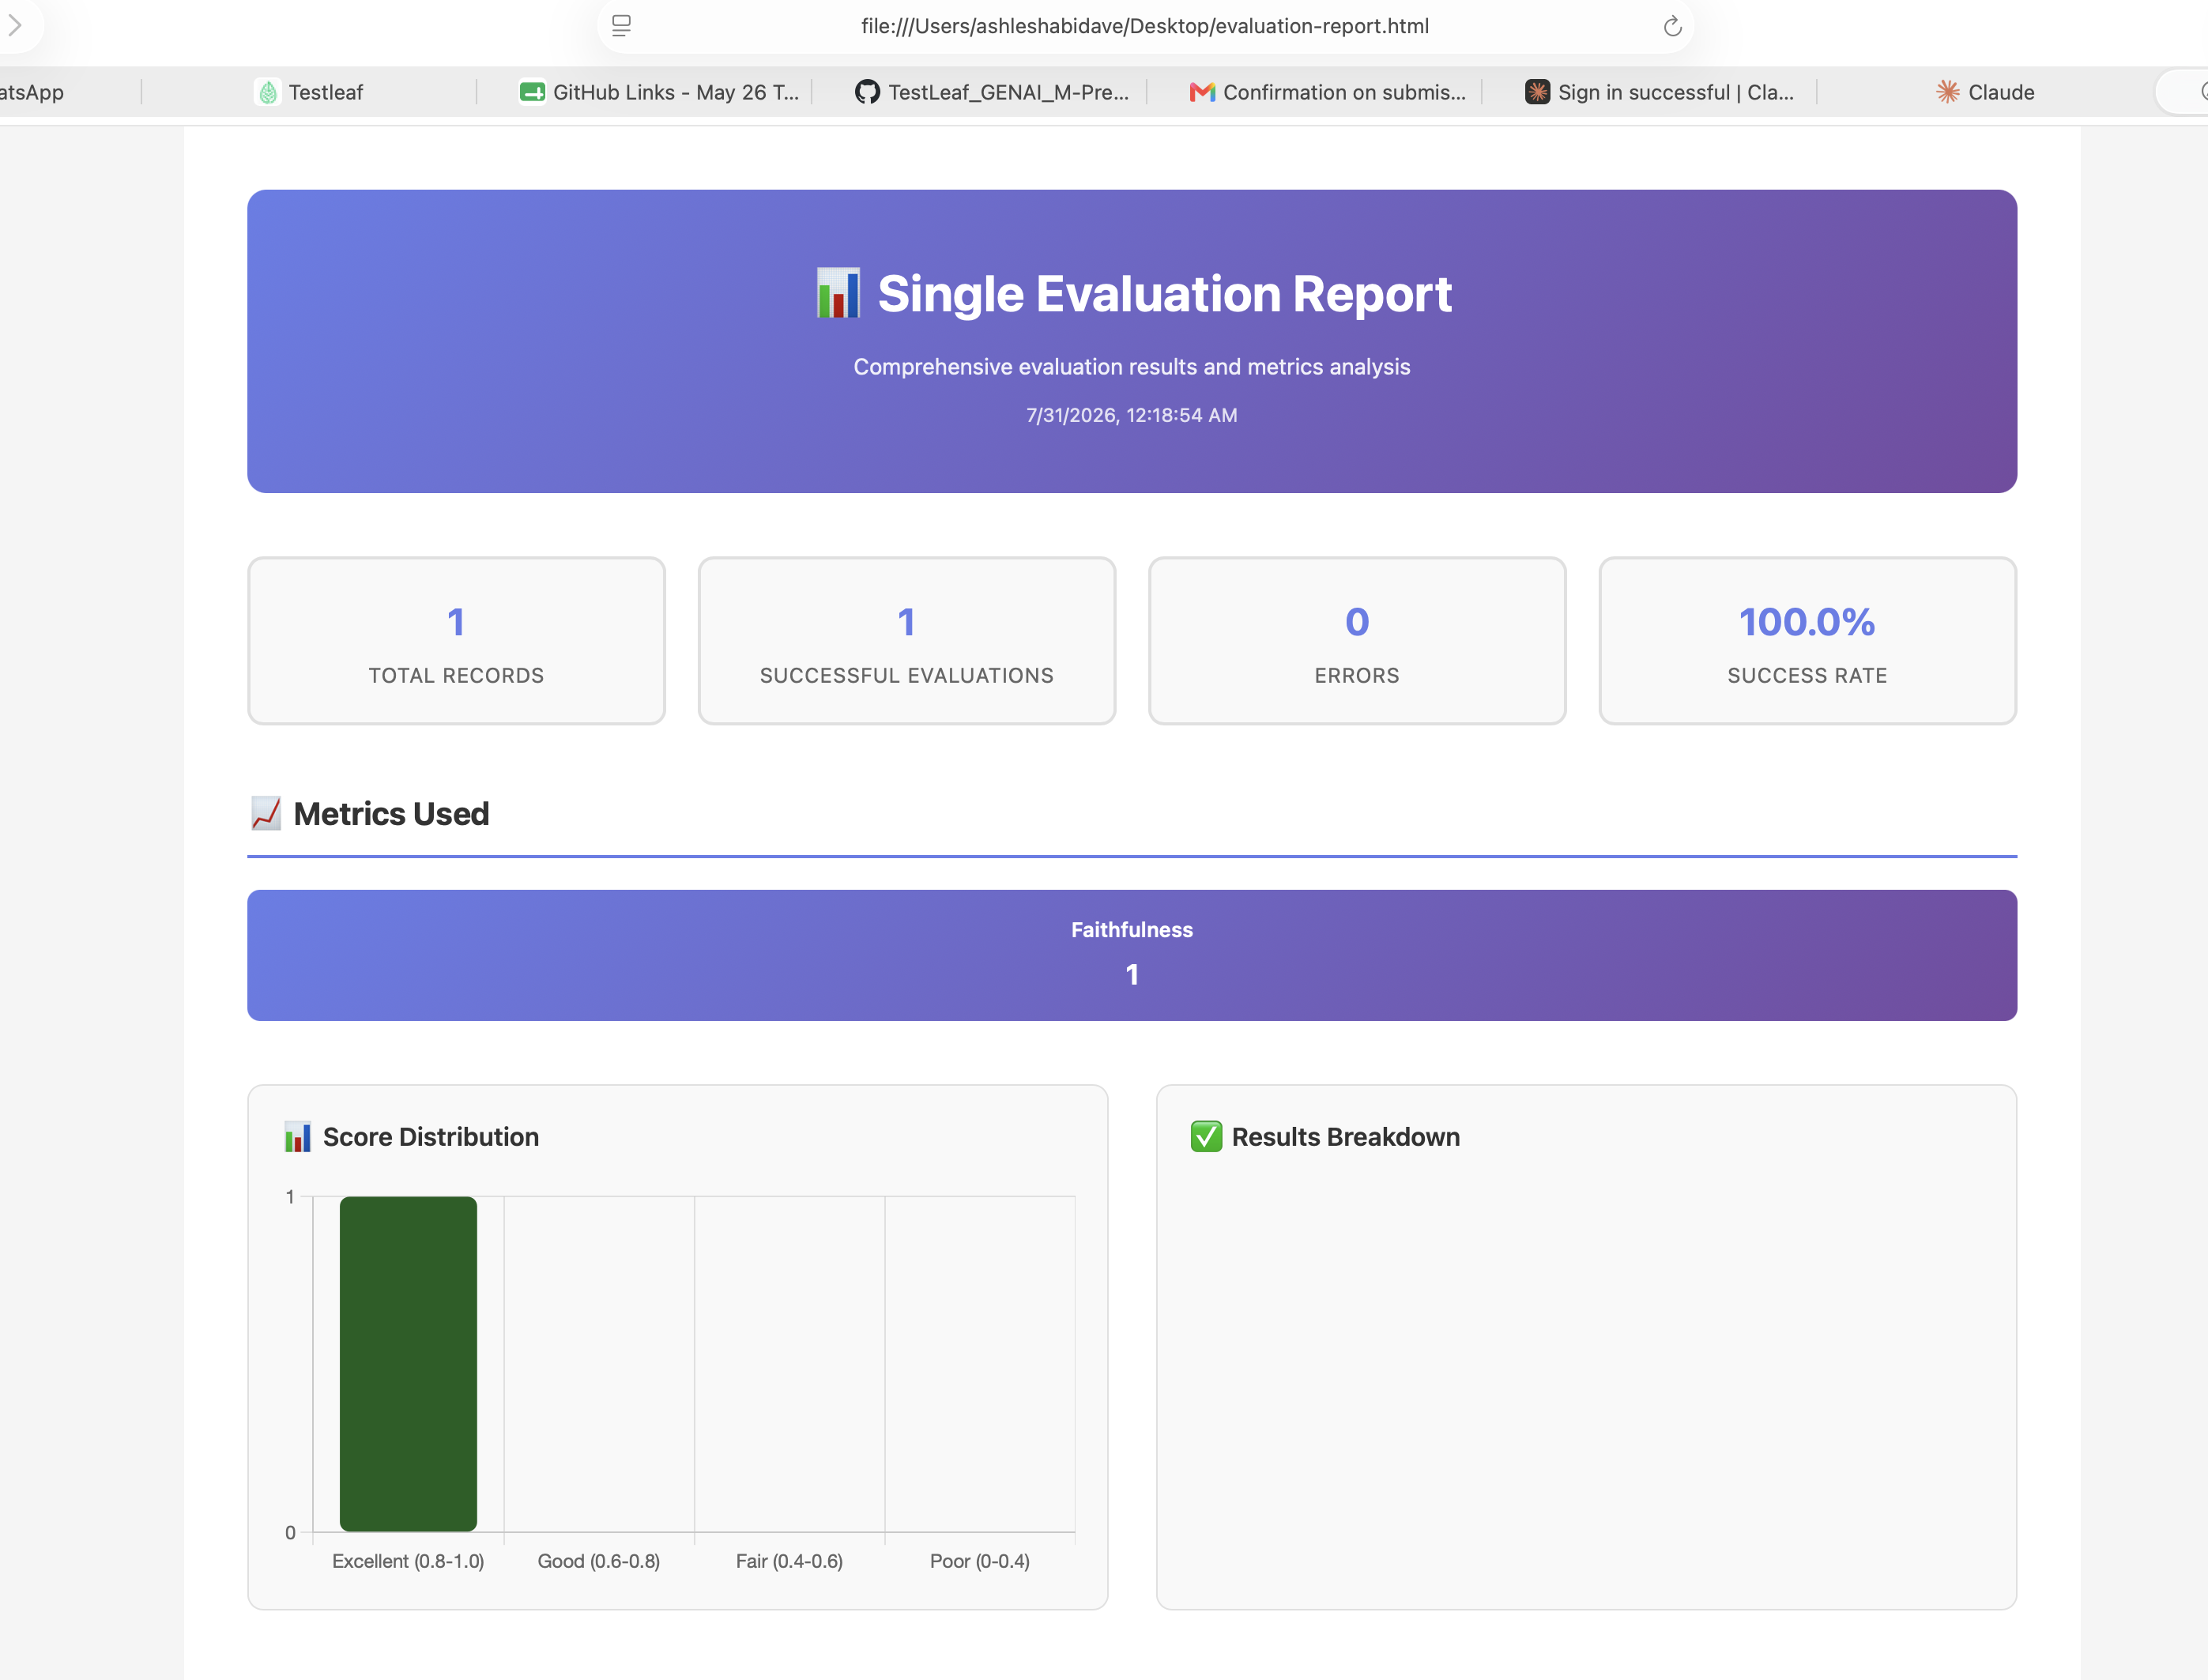 file:///Users/ashleshabidave/Desktop/evaluation-report.html
atsApp
Testleaf
GitHub Links - May 26 T...
TestLeaf_GENAI_M-Pre...
Confirmation on submis...
Sign in successful | Cla...
Claude
Single Evaluation Report
Comprehensive evaluation results and metrics analysis
7/31/2026, 12:18:54 AM
1
TOTAL RECORDS
1
SUCCESSFUL EVALUATIONS
0
ERRORS
100.0%
SUCCESS RATE
Metrics Used
Faithfulness
1
Score Distribution
1
0
Excellent (0.8-1.0)
Good (0.6-0.8)
Fair (0.4-0.6)
Poor (0-0.4)
Results Breakdown